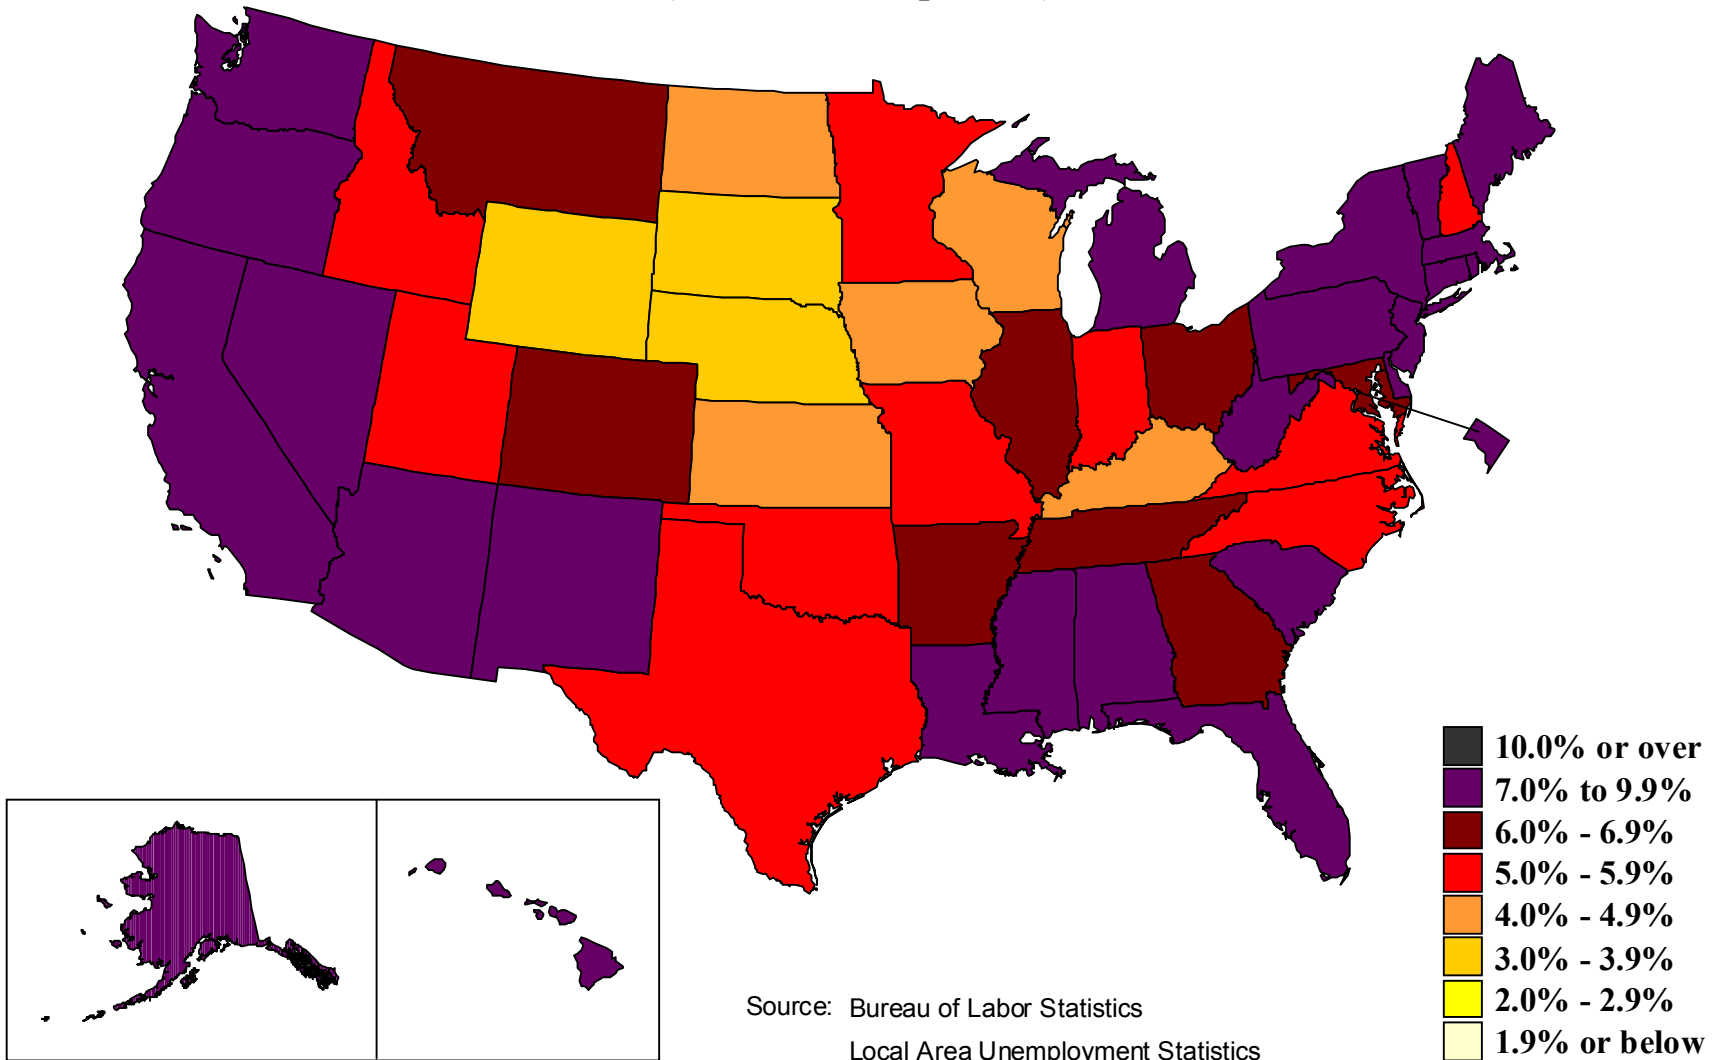 10.0% or over
7.0% to 9.9%
6.0% - 6.9%
5.0% - 5.9%
4.0% - 4.9%
3.0% - 3.9%
2.0% - 2.9%
1.9% or below
Source: Bureau of Labor Statistics
Local Area Unemployment Statistics